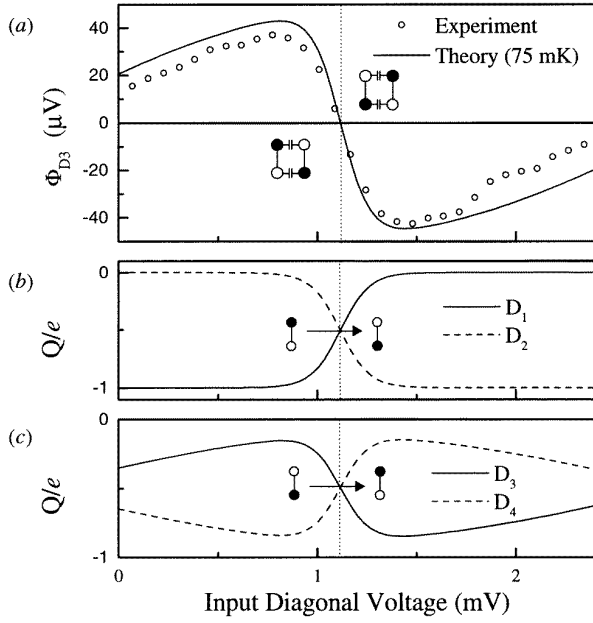 (a)
40
20
0
-20
-40
Φ_D3 (μV)
Experiment
Theory (75 mK)
(b)
0
-1
Q/e
D₁
D₂
(c)
0
-1
Q/e
D₃
D₄
0 1 2
Input Diagonal Voltage (mV)